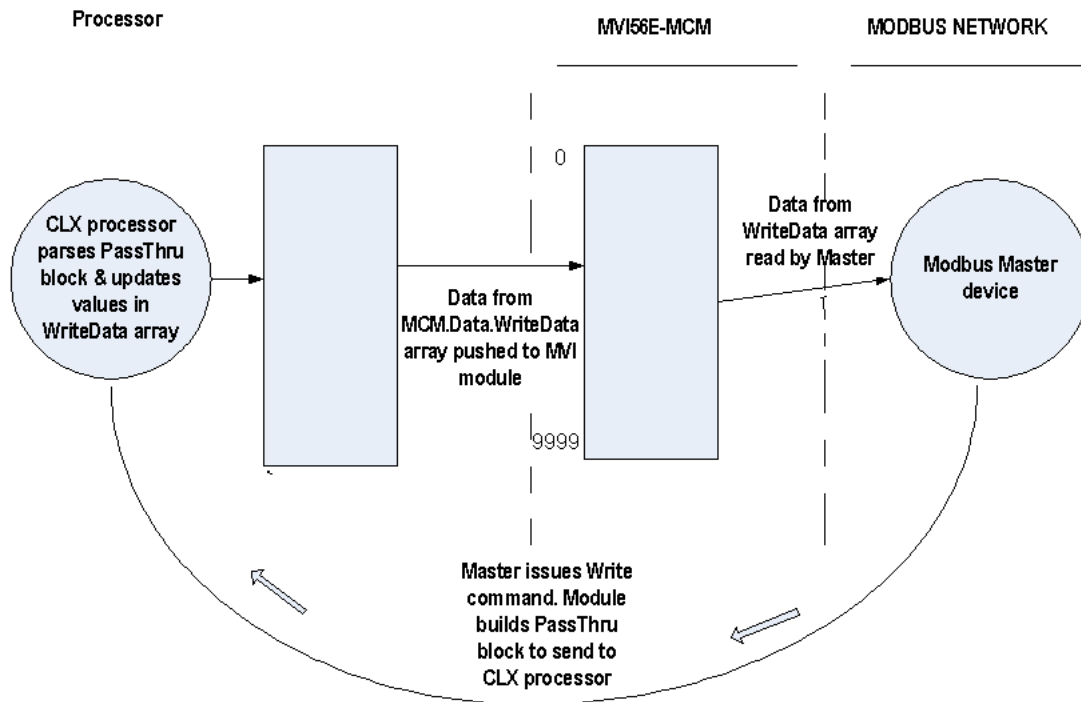 Processor
MVI56E-MCM
MODBUS NETWORK
0
CLX processor
parses PassThru
block & updates
values in
WriteData array
Data from
MCM.Data.WriteData
array pushed to MVI
module
Data from
WriteData array
read by Master
Modbus Master
device
9999
Master issues Write
command. Module
builds PassThru
block to send to
CLX processor